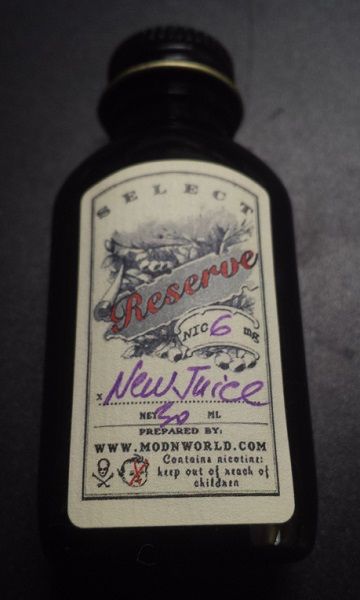 SELECT
Reserve
NIC 6 mg
x New Juice
NET 30 ML
PREPARED BY:
WWW.MODNWORLD.COM
Contains nicotine:
keep out of reach of
children